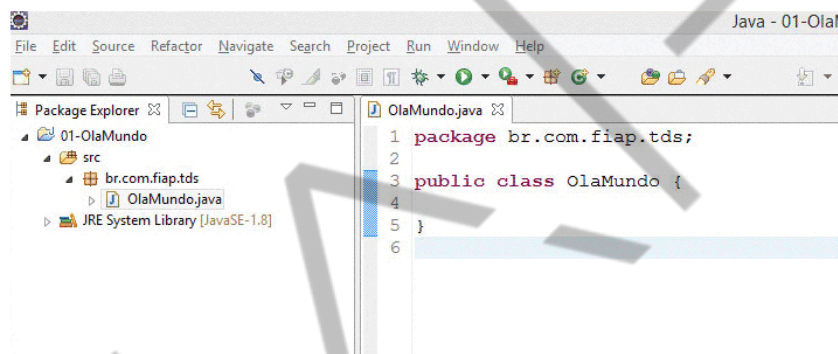 Java - 01-Ola
File Edit Source Refactor Navigate Search Project Run Window Help
Package Explorer
01-OlaMundo
src
br.com.fiap.tds
OlaMundo.java
JRE System Library [JavaSE-1.8]
OlaMundo.java
1 package br.com.fiap.tds;
2
3 public class OlaMundo {
4
5 }
6